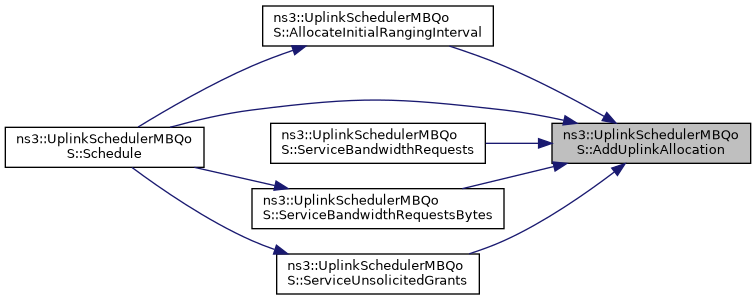 ns3::UplinkSchedulerMBQo
S::AllocateInitialRangingInterval
ns3::UplinkSchedulerMBQo
S::Schedule
ns3::UplinkSchedulerMBQo
S::ServiceBandwidthRequests
ns3::UplinkSchedulerMBQo
S::AddUplinkAllocation
ns3::UplinkSchedulerMBQo
S::ServiceBandwidthRequestsBytes
ns3::UplinkSchedulerMBQo
S::ServiceUnsolicitedGrants